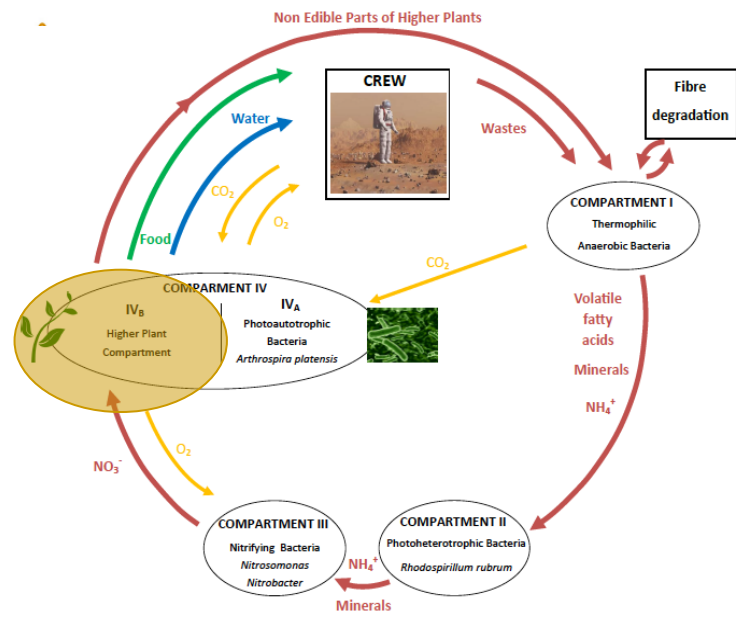 Non Edible Parts of Higher Plants
CREW
Fibre
degradation
Water
Wastes
CO₂
O₂
Food
COMPARTMENT I
Thermophilic
Anaerobic Bacteria
CO₂
COMPARMENT IV
IV_B
Higher Plant
Compartment
IV_A
Photoautotrophic
Bacteria
Arthrospira platensis
Volatile
fatty
acids
Minerals
NH₄⁺
O₂
NO₃⁻
COMPARTMENT III
Nitrifying Bacteria
Nitrosomonas
Nitrobacter
COMPARTMENT II
Photoheterotrophic Bacteria
Rhodospirillum rubrum
NH₄⁺
Minerals